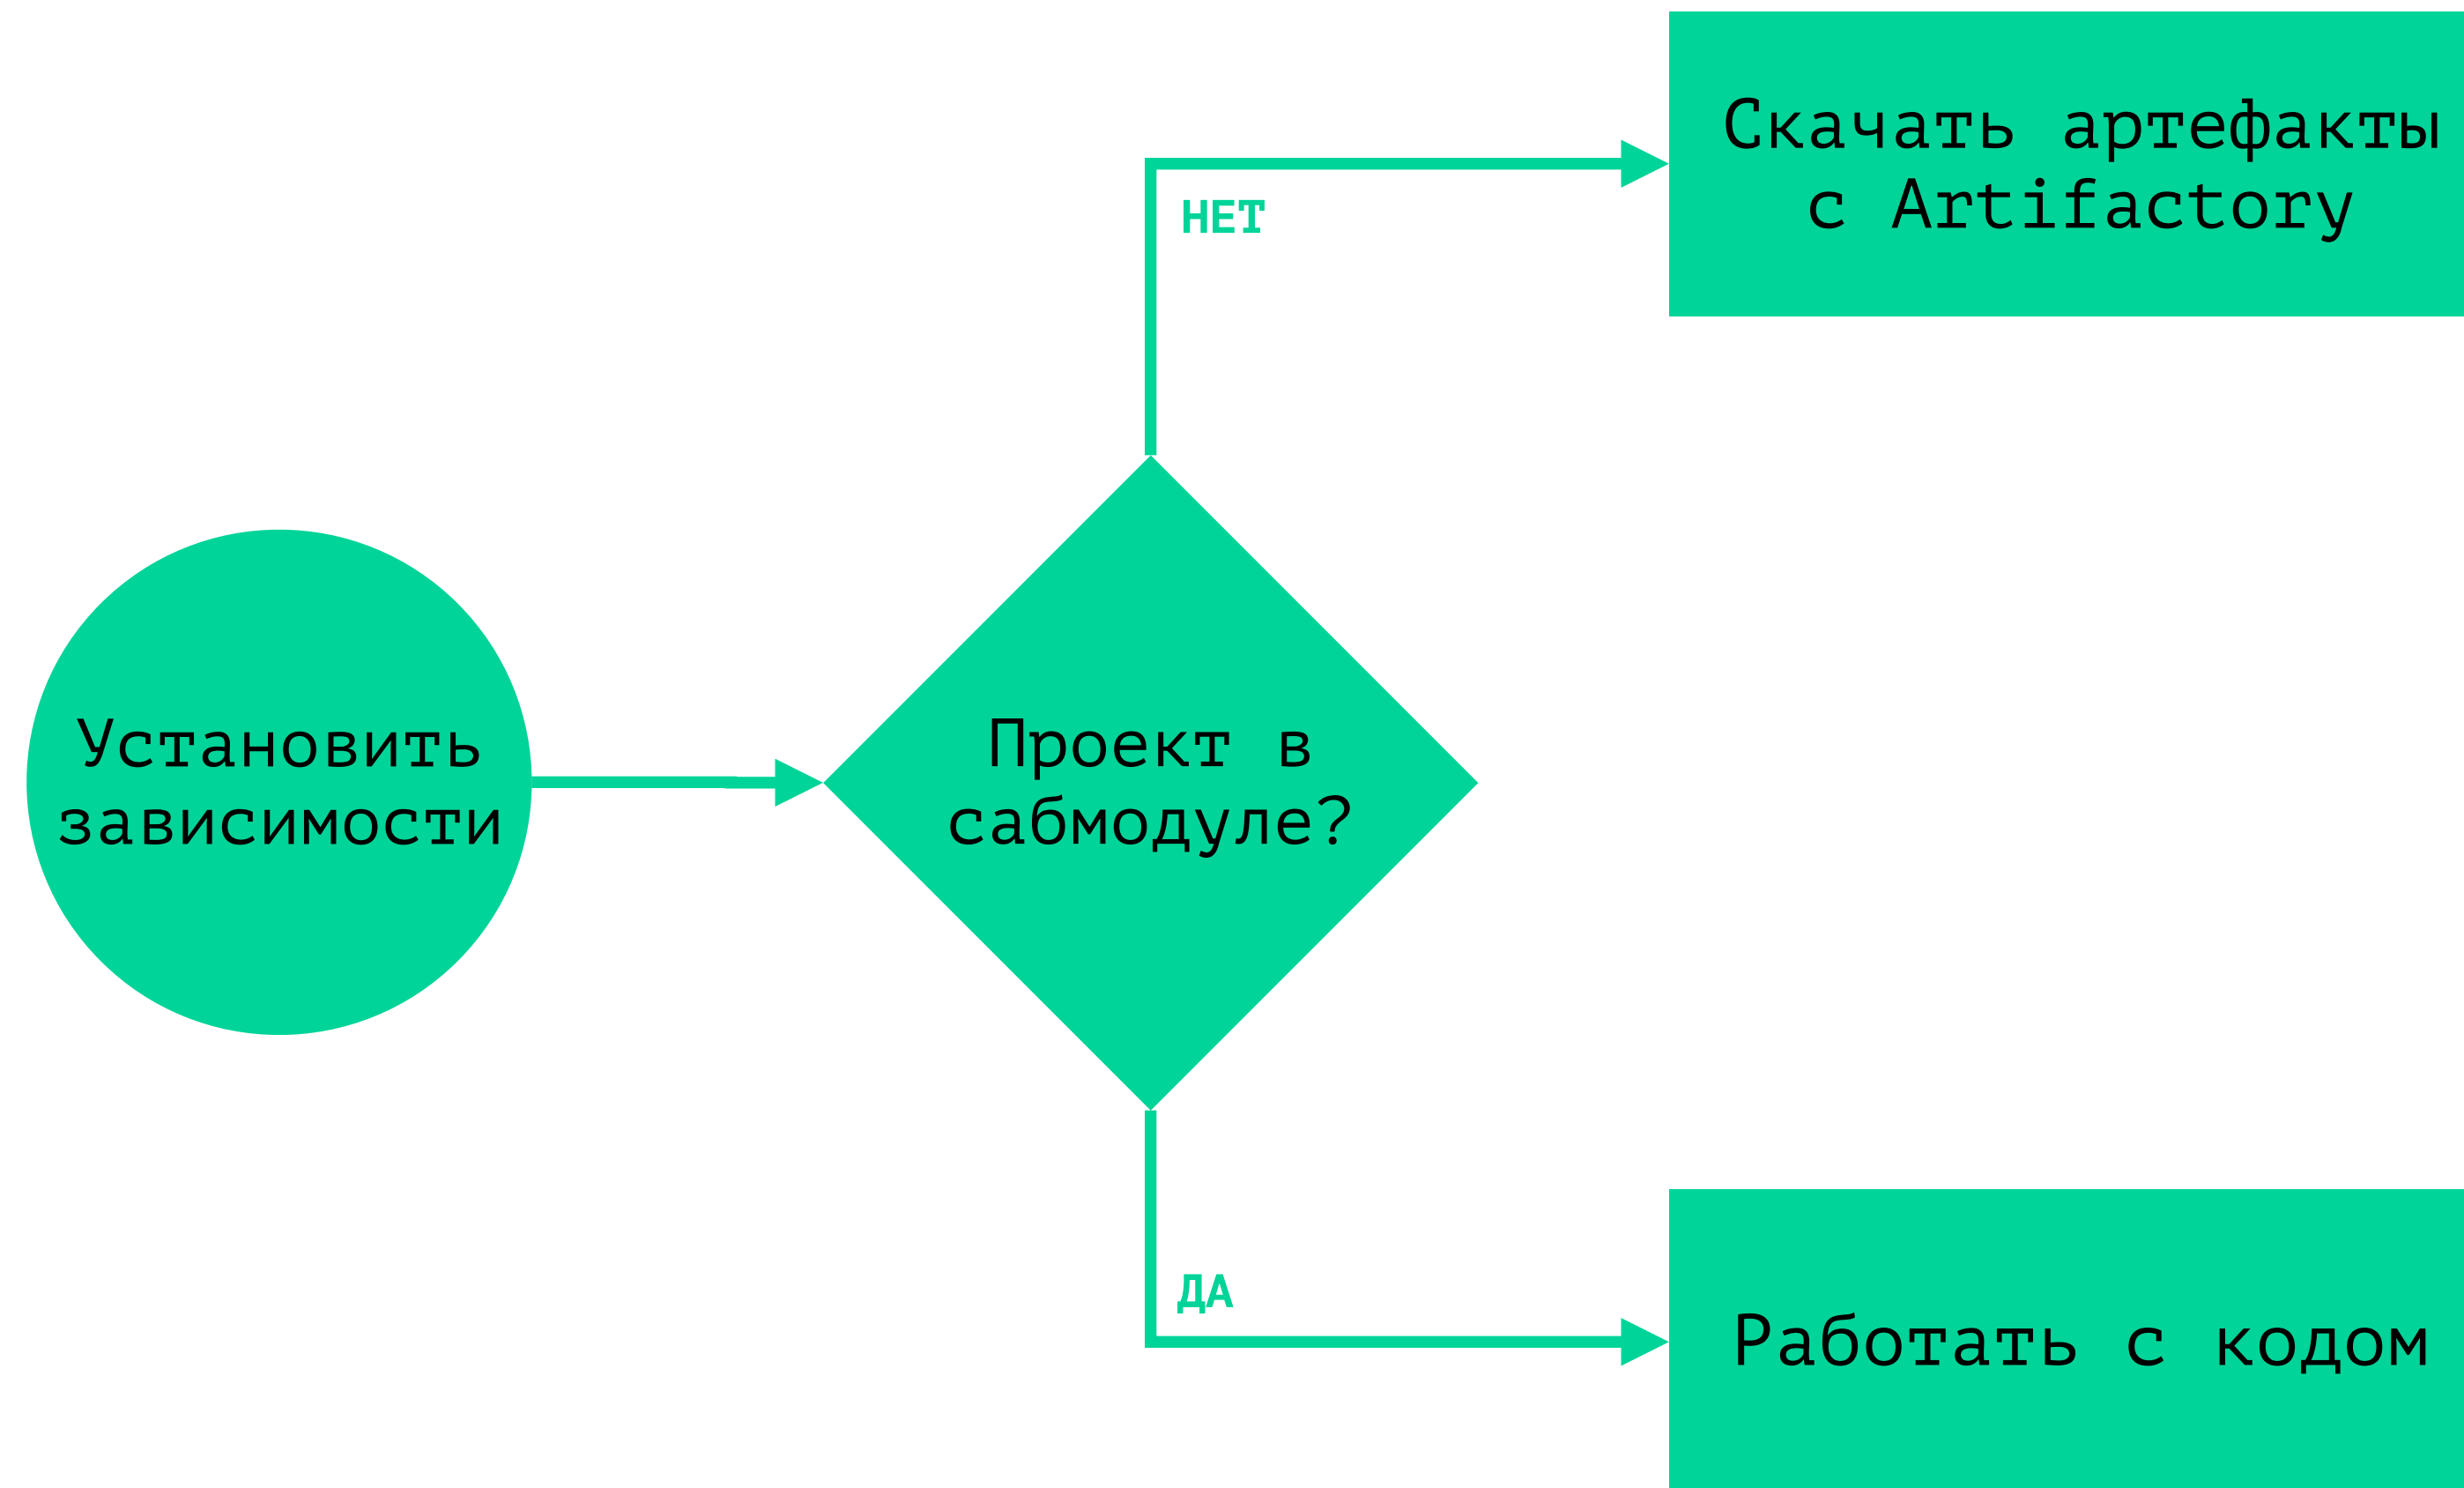 Установить
зависимости
Проект в
сабмодуле?
НЕТ
Скачать артефакты
с Artifactory
ДА
Работать с кодом